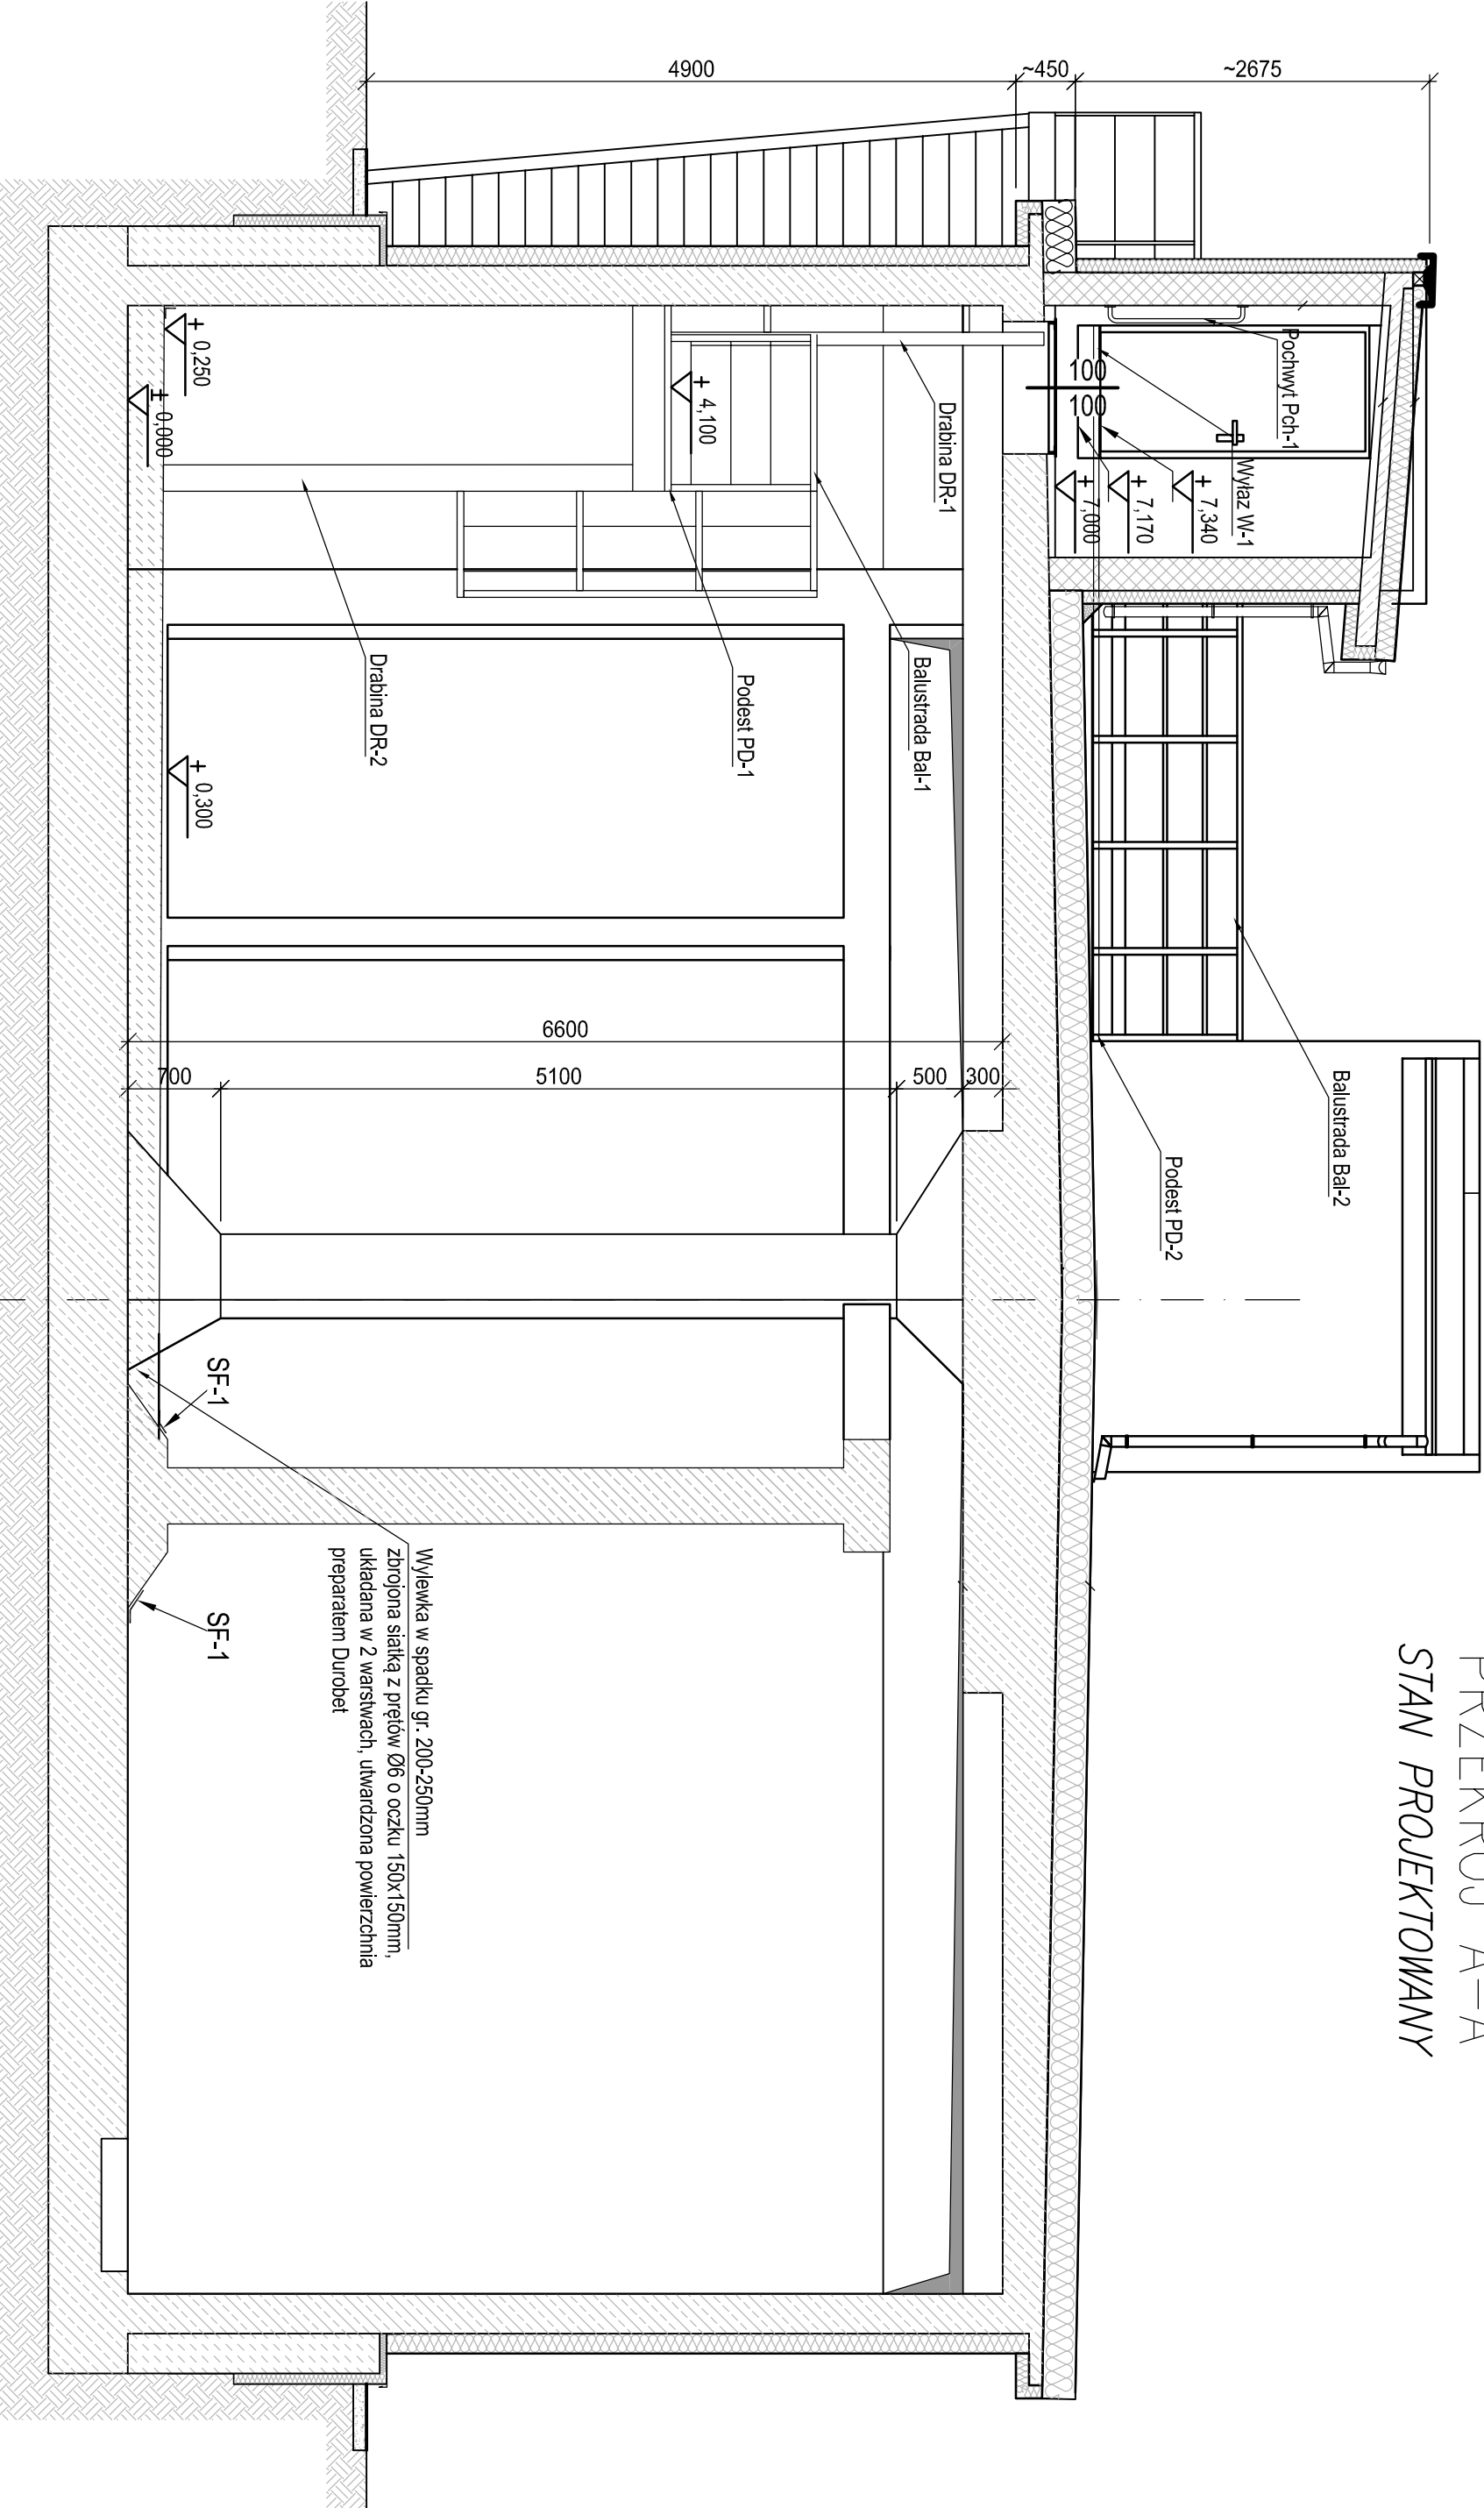 PRZEKRÓJ A-A
STAN PROJEKTOWANY
~2675
~450
4900
Pochwyt Pch-1
Wyłaz W-1
100
100
+ 7,340
+ 7,170
+ 7,000
Balustrada Bal-2
Podest PD-2
Drabina DR-1
Balustrada Bal-1
Podest PD-1
Drabina DR-2
+ 4,100
+ 0,250
+ 0,000
+ 0,300
6600
300
500
5100
700
SF-1
SF-1
Wylewka w spadku gr. 200-250mm
zbrojona siatką z prętów Ø6 o oczku 150x150mm,
układana w 2 warstwach, utwardzona powierzchnia
preparatem Durobet